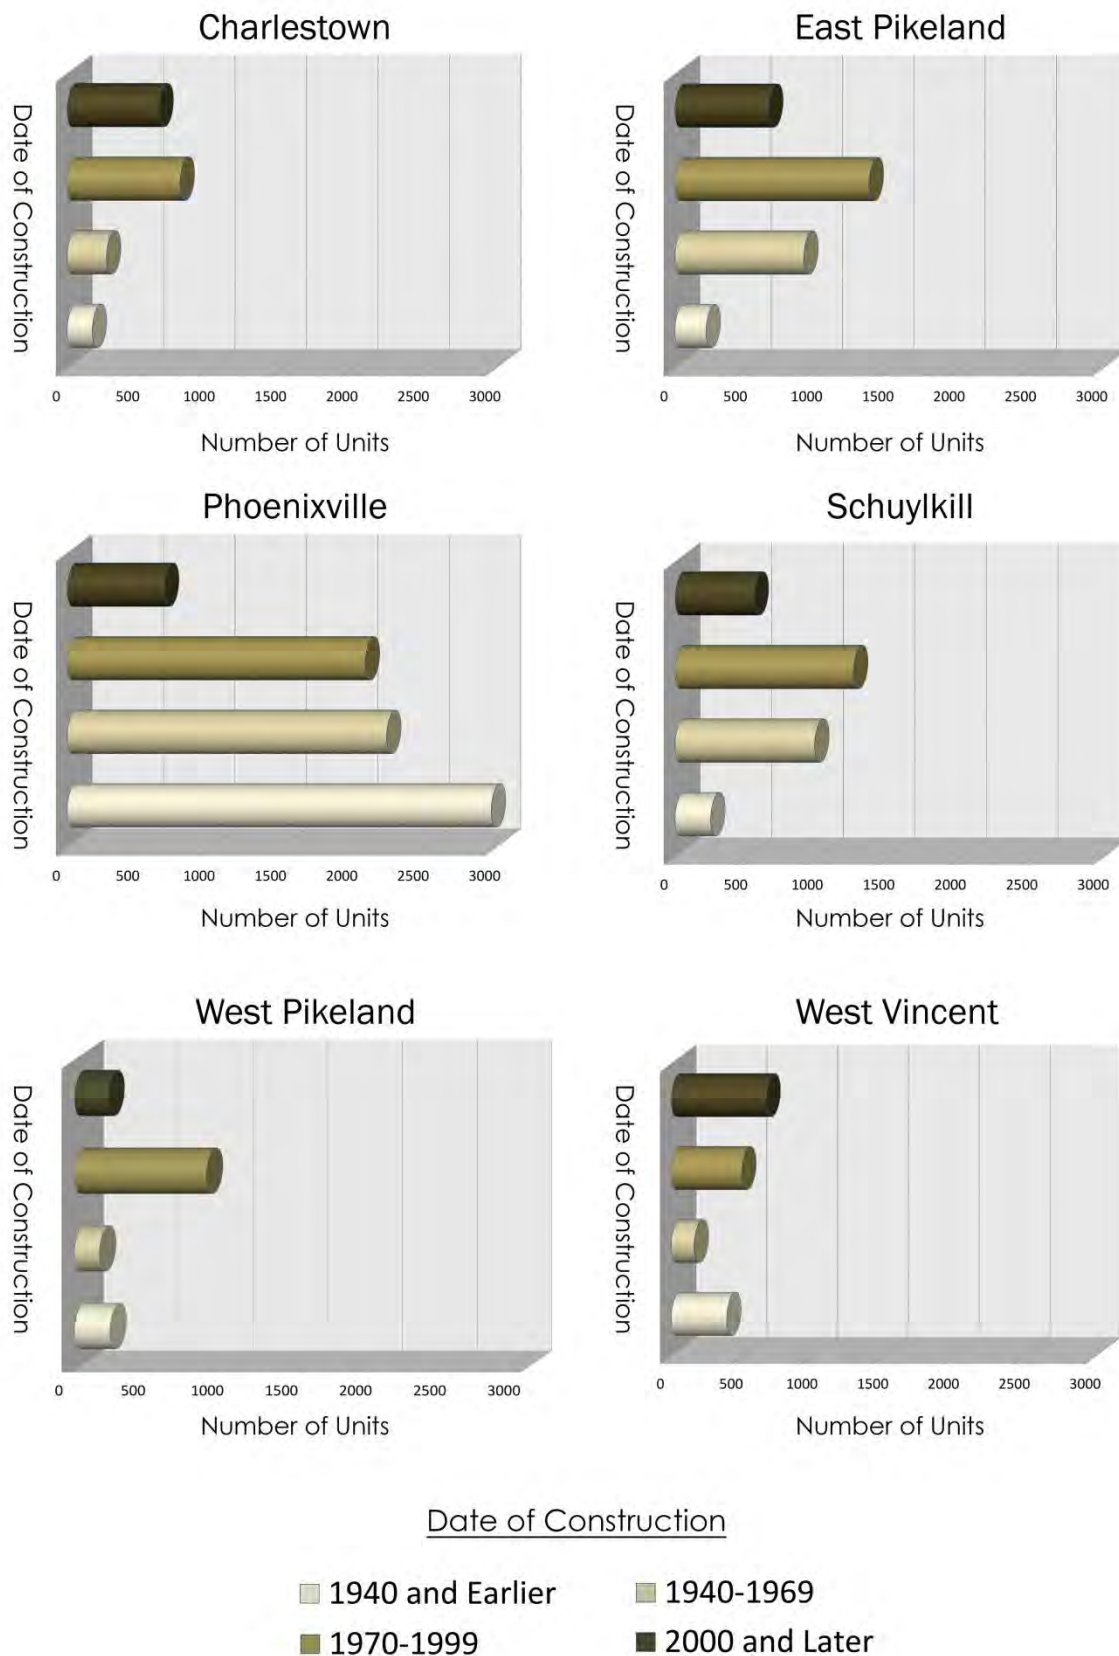 Charlestown
Date of Construction
0 500 1000 1500 2000 2500 3000
Number of Units
East Pikeland
Date of Construction
0 500 1000 1500 2000 2500 3000
Number of Units
Phoenixville
Date of Construction
0 500 1000 1500 2000 2500 3000
Number of Units
Schuylkill
Date of Construction
0 500 1000 1500 2000 2500 3000
Number of Units
West Pikeland
Date of Construction
0 500 1000 1500 2000 2500 3000
Number of Units
West Vincent
Date of Construction
0 500 1000 1500 2000 2500 3000
Number of Units
Date of Construction
1940 and Earlier
1940-1969
1970-1999
2000 and Later